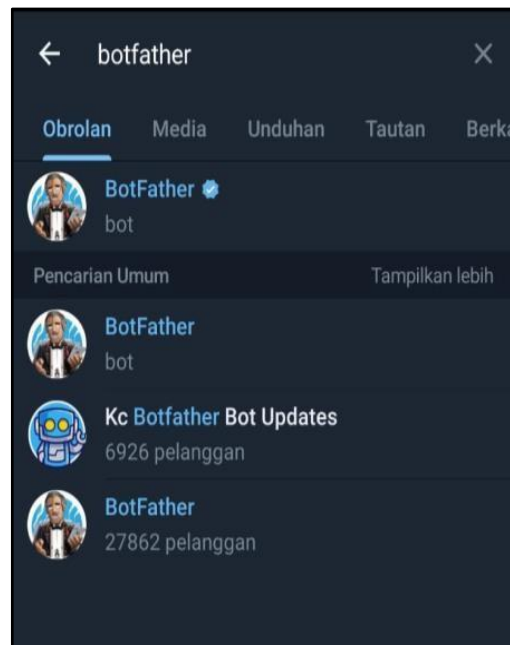 botfather
Obrolan Media Unduhan Tautan Berka
BotFather
bot
Pencarian Umum Tampilkan lebih
BotFather
bot
Kc Botfather Bot Updates
6926 pelanggan
BotFather
27862 pelanggan